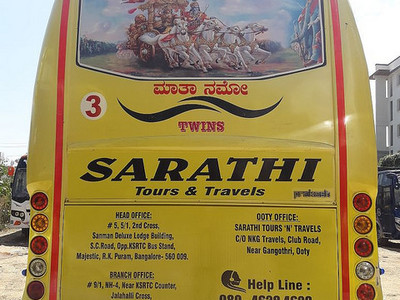 ಮಾತಾ ನಮೋ
3
TWINS
SARATHI
Tours & Travels
prakash
HEAD OFFICE:
# 5, 5/1, 2nd Cross,
Sanman Deluxe Lodge Building,
S.C.Road, Opp.KSRTC Bus Stand,
Majestic, R.K. Puram, Bangalore- 560 009.
BRANCH OFFICE:
# 9/1, NH-4, Near KSRTC Counter,
Jalahalli Cross,
OOTY OFFICE:
SARATHI TOURS 'N' TRAVELS
C/O NKG Travels, Club Road,
Near Gangothri, Ooty
Help Line :